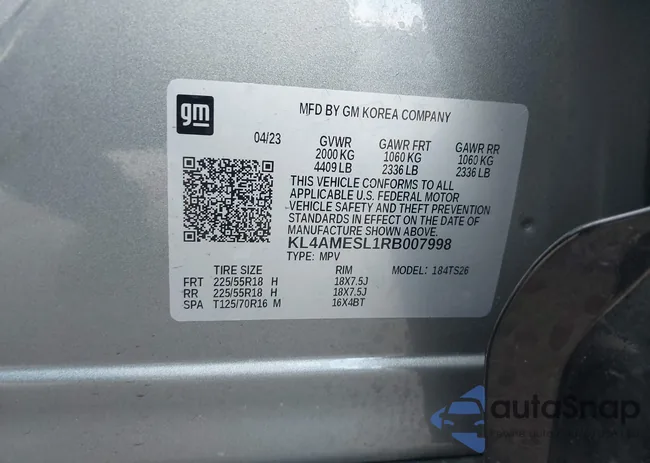 gm
MFD BY GM KOREA COMPANY
04/23 GVWR GAWR FRT GAWR RR
2000 KG 1060 KG 1060 KG
4409 LB 2336 LB 2336 LB
THIS VEHICLE CONFORMS TO ALL
APPLICABLE U.S. FEDERAL MOTOR
VEHICLE SAFETY AND THEFT PREVENTION
STANDARDS IN EFFECT ON THE DATE OF
MANUFACTURE SHOWN ABOVE.
KL4AMESL1RB007998
TYPE: MPV
TIRE SIZE RIM MODEL: 184TS26
FRT 225/55R18 H 18X7.5J
RR 225/55R18 H 18X7.5J
SPA T125/70R16 M 16X4BT
autoSnap